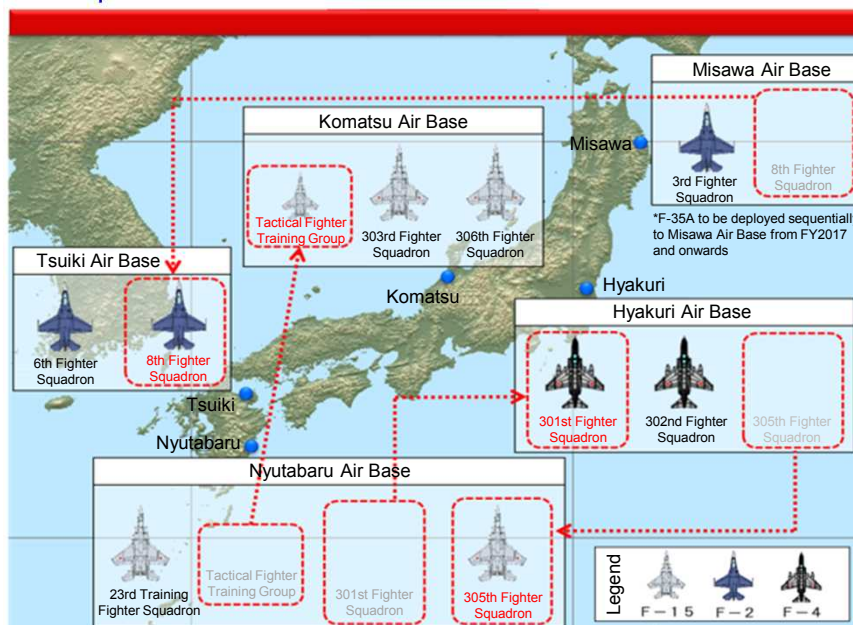 Misawa Air Base
3rd Fighter
Squadron
8th Fighter
Squadron
*F-35A to be deployed sequentiall
to Misawa Air Base from FY2017
and onwards
Komatsu Air Base
Tactical Fighter
Training Group
303rd Fighter
Squadron
306th Fighter
Squadron
Misawa
Tsuiki Air Base
6th Fighter
Squadron
8th Fighter
Squadron
Komatsu
Hyakuri
Hyakuri Air Base
301st Fighter
Squadron
302nd Fighter
Squadron
305th Fighter
Squadron
Tsuiki
Nyutabaru
Nyutabaru Air Base
23rd Training
Fighter Squadron
Tactical Fighter
Training Group
301st Fighter
Squadron
305th Fighter
Squadron
Legend
F－15
F－2
F－4